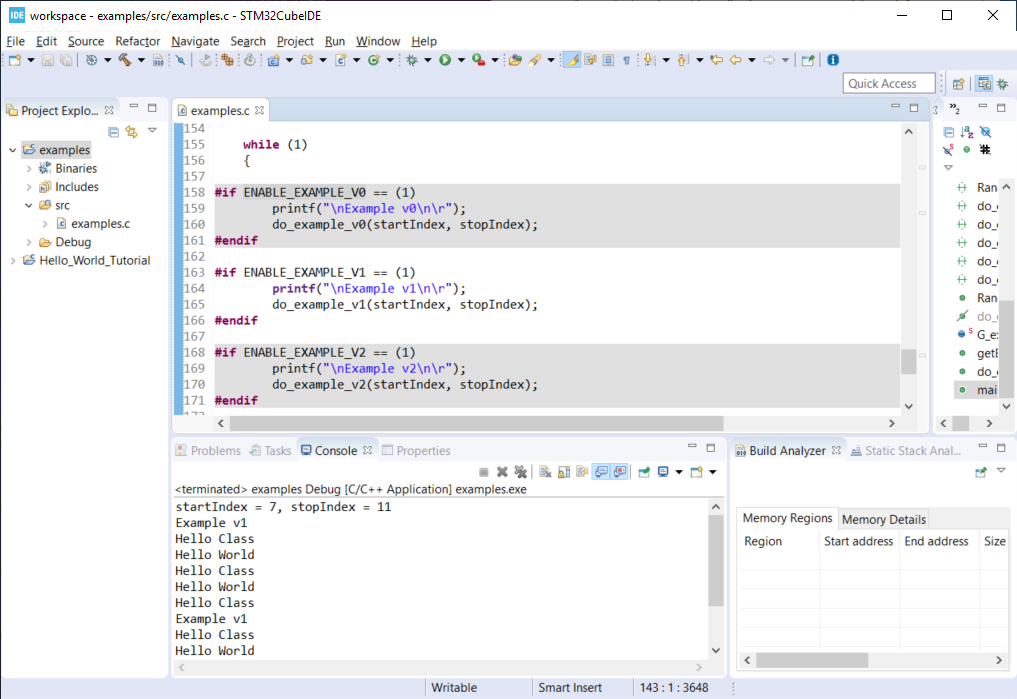 IDE workspace - examples/src/examples.c - STM32CubeIDE
File Edit Source Refactor Navigate Search Project Run Window Help
Quick Access
Project Explo...
examples
Binaries
Includes
src
examples.c
Debug
Hello_World_Tutorial
examples.c
154
155 while (1)
156 {
157
158 #if ENABLE_EXAMPLE_V0 == (1)
159 printf("\nExample v0\n\r");
160 do_example_v0(startIndex, stopIndex);
161 #endif
162
163 #if ENABLE_EXAMPLE_V1 == (1)
164 printf("\nExample v1\n\r");
165 do_example_v1(startIndex, stopIndex);
166 #endif
167
168 #if ENABLE_EXAMPLE_V2 == (1)
169 printf("\nExample v2\n\r");
170 do_example_v2(startIndex, stopIndex);
171 #endif
»2
Ran
do_
do_
do_
do_
do_
Ran
do_
G_e
get
do_
mai
Problems Tasks Console Properties
<terminated> examples Debug [C/C++ Application] examples.exe
startIndex = 7, stopIndex = 11
Example v1
Hello Class
Hello World
Hello Class
Hello World
Hello Class
Example v1
Hello Class
Hello World
Build Analyzer Static Stack Anal...
Memory Regions Memory Details
Region Start address End address Size
Writable Smart Insert 143 : 1 : 3648